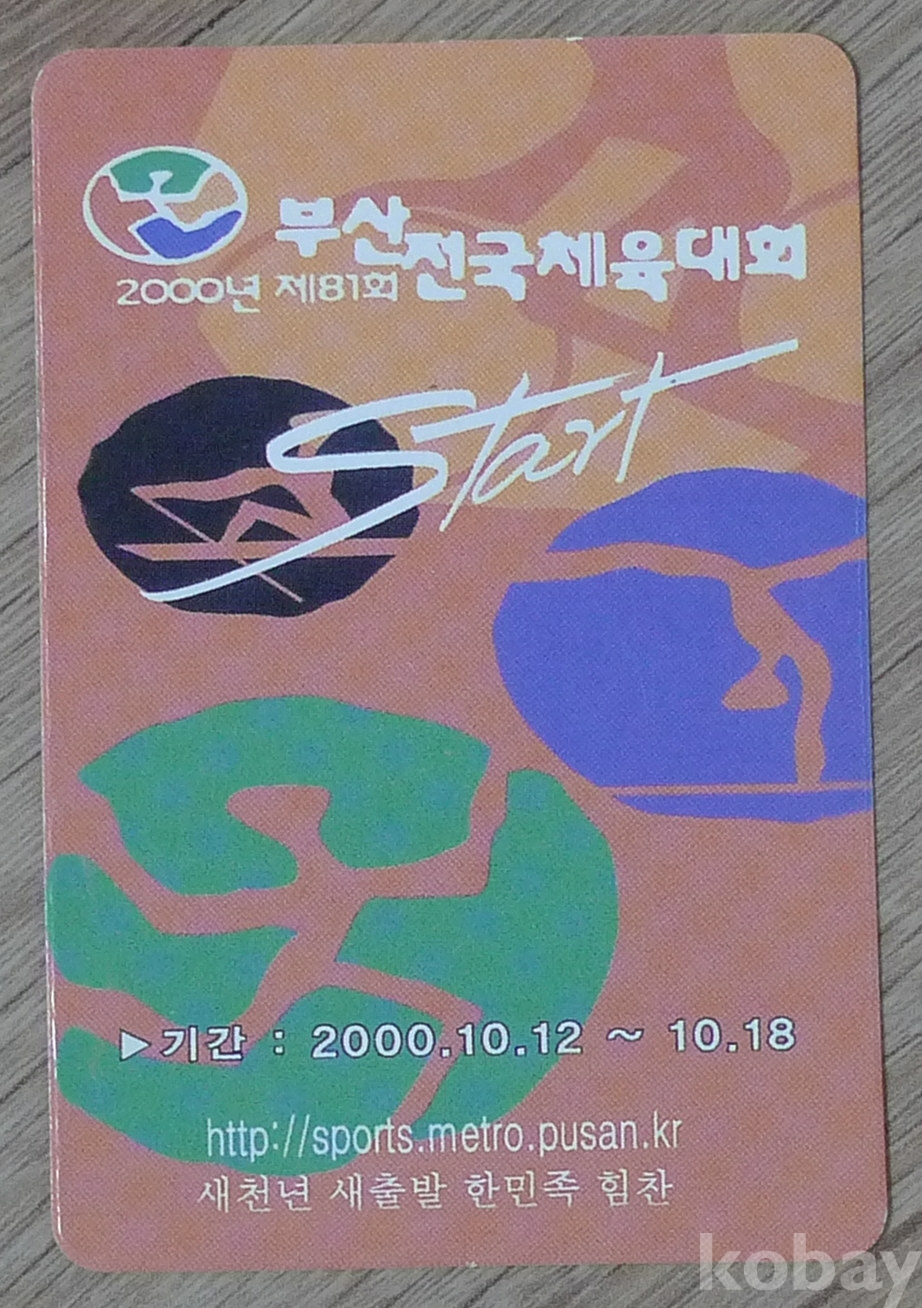 부산전국체육대회
2000년 제81회
Start
▶기간 : 2000.10.12 ~ 10.18
http://sports.metro.pusan.kr
새천년 새출발 한민족 힘찬
kobay